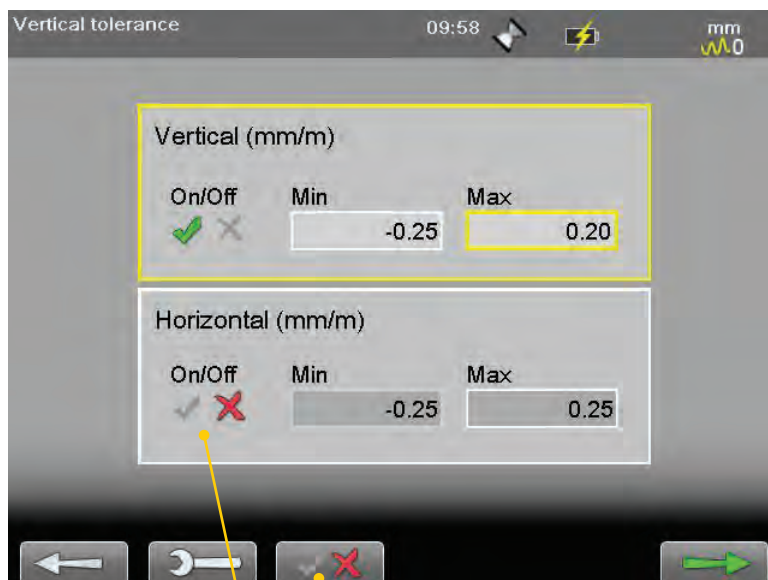 Vertical tolerance 09:58 mm
0
Vertical (mm/m)
On/Off Min Max
-0.25 0.20
Horizontal (mm/m)
On/Off Min Max
-0.25 0.25